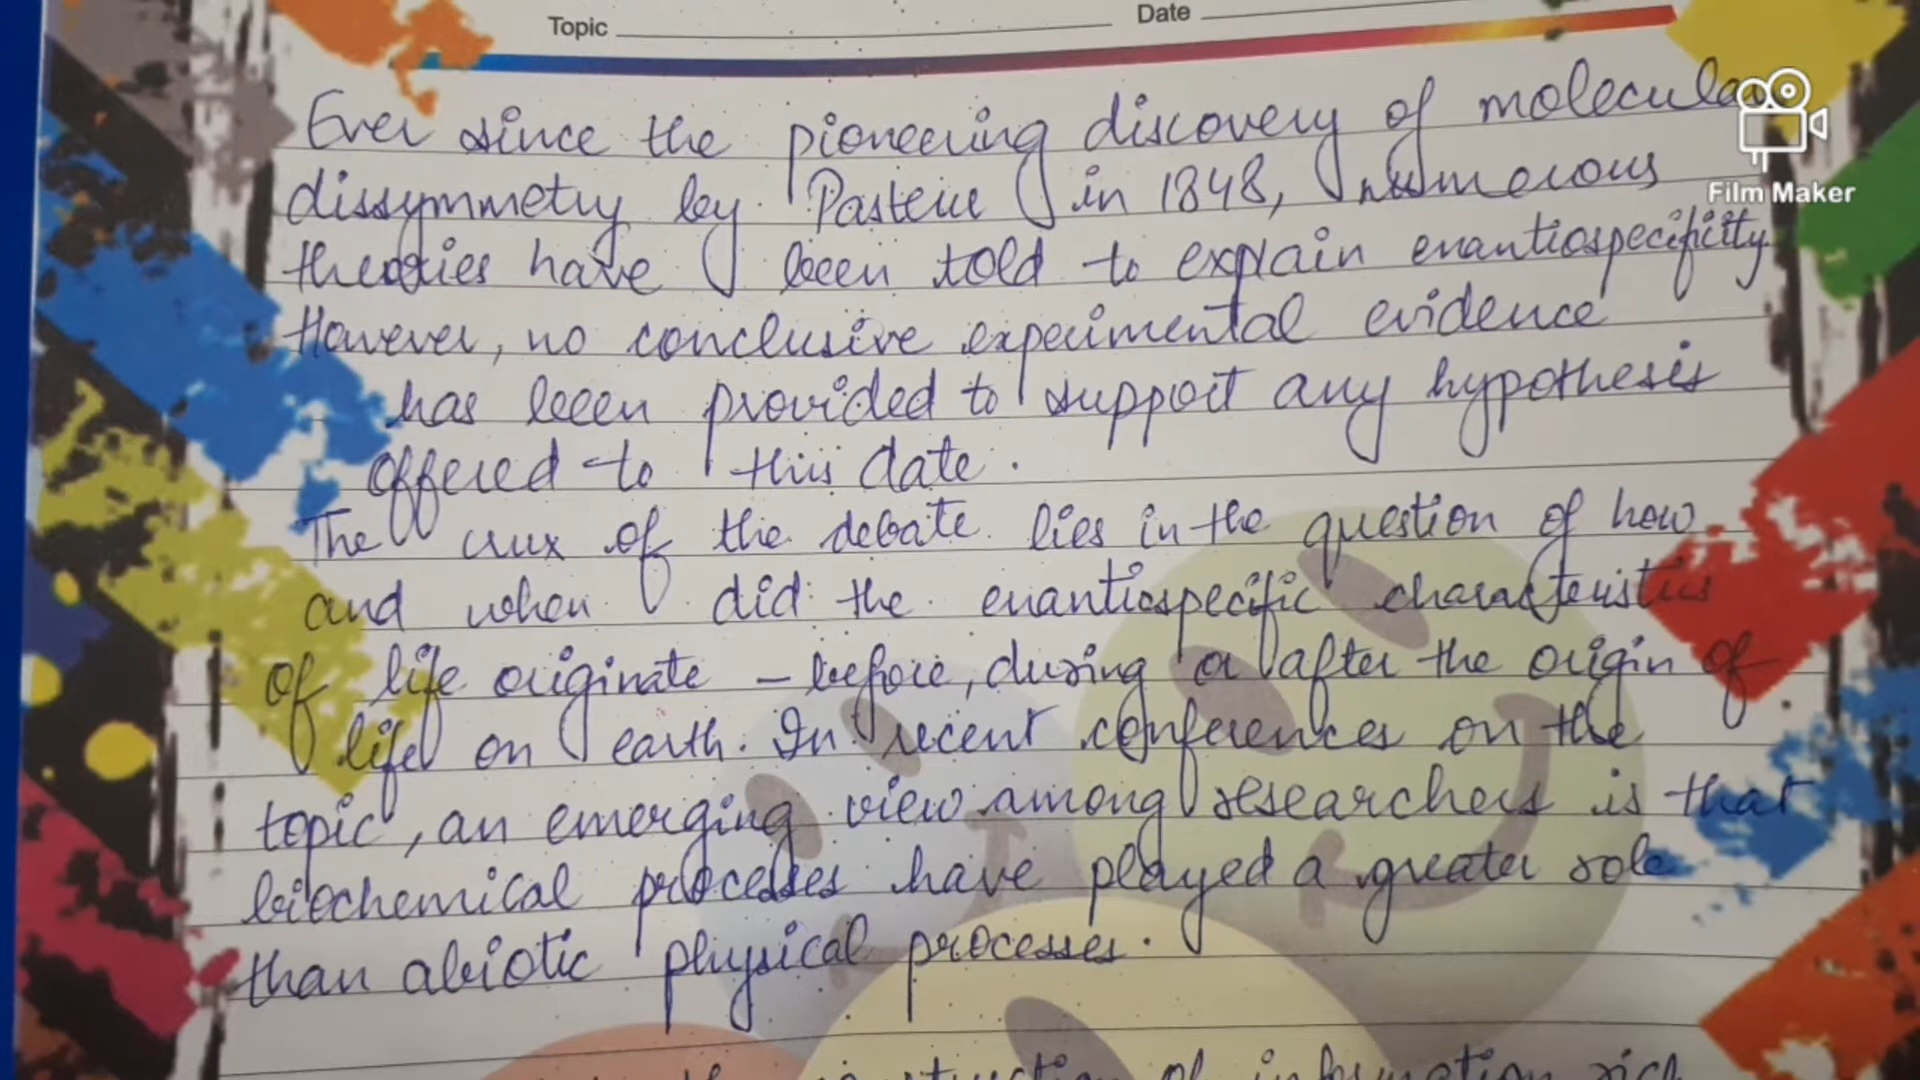 Topic Date
Ever since the pioneering discovery of molecular
dissymmetry by Pasteur in 1848, numerous
theories have been told to explain enantiospecificity
However, no conclusive experimental evidence
has been provided to support any hypothesis
offered to this date.
The crux of the debate lies in the question of how
and when did the enantiospecific characteristics
of life originate - before, during or after the origin of
life on earth. In recent conferences on the
topic, an emerging view among researchers is that
biochemical processes have played a greater role
than abiotic physical processes.
of information rich
Film Maker